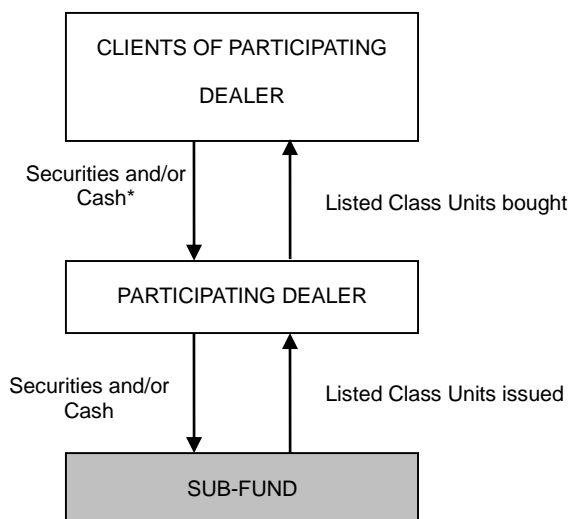 CLIENTS OF PARTICIPATING
DEALER
Securities and/or
Cash*
Listed Class Units bought
PARTICIPATING DEALER
Securities and/or
Cash
Listed Class Units issued
SUB-FUND